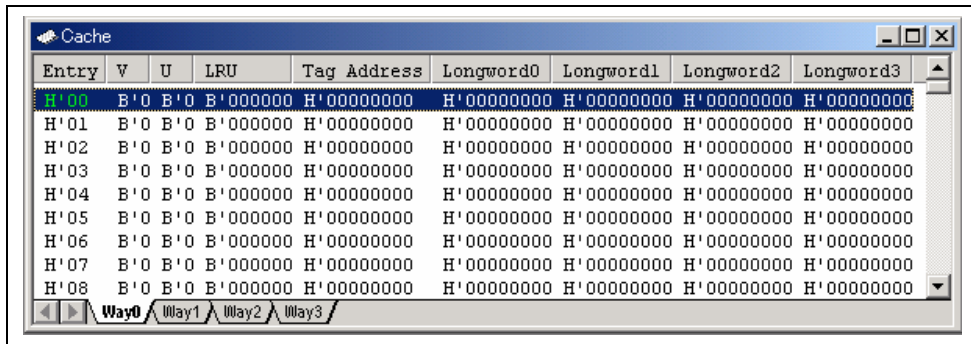 Cache
Entry V U LRU Tag Address Longword0 Longword1 Longword2 Longword3
H'00 B'0 B'0 B'000000 H'00000000 H'00000000 H'00000000 H'00000000 H'00000000
H'01 B'0 B'0 B'000000 H'00000000 H'00000000 H'00000000 H'00000000 H'00000000
H'02 B'0 B'0 B'000000 H'00000000 H'00000000 H'00000000 H'00000000 H'00000000
H'03 B'0 B'0 B'000000 H'00000000 H'00000000 H'00000000 H'00000000 H'00000000
H'04 B'0 B'0 B'000000 H'00000000 H'00000000 H'00000000 H'00000000 H'00000000
H'05 B'0 B'0 B'000000 H'00000000 H'00000000 H'00000000 H'00000000 H'00000000
H'06 B'0 B'0 B'000000 H'00000000 H'00000000 H'00000000 H'00000000 H'00000000
H'07 B'0 B'0 B'000000 H'00000000 H'00000000 H'00000000 H'00000000 H'00000000
H'08 B'0 B'0 B'000000 H'00000000 H'00000000 H'00000000 H'00000000 H'00000000
Way0 Way1 Way2 Way3